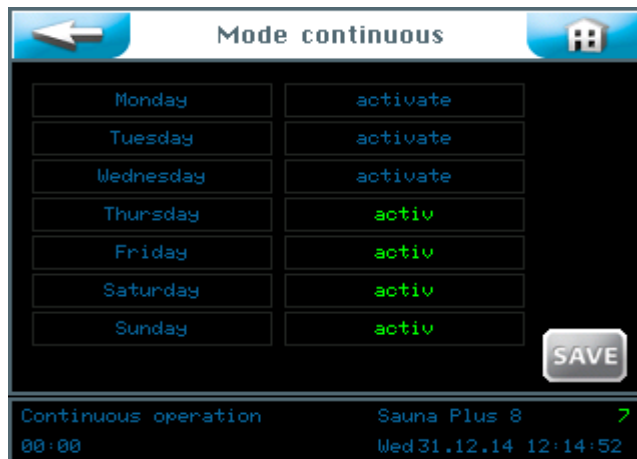 Mode continuous
Monday activate
Tuesday activate
Wednesday activate
Thursday activ
Friday activ
Saturday activ
Sunday activ
SAVE
Continuous operation Sauna Plus 8 7
00:00 Wed 31.12.14 12:14:52